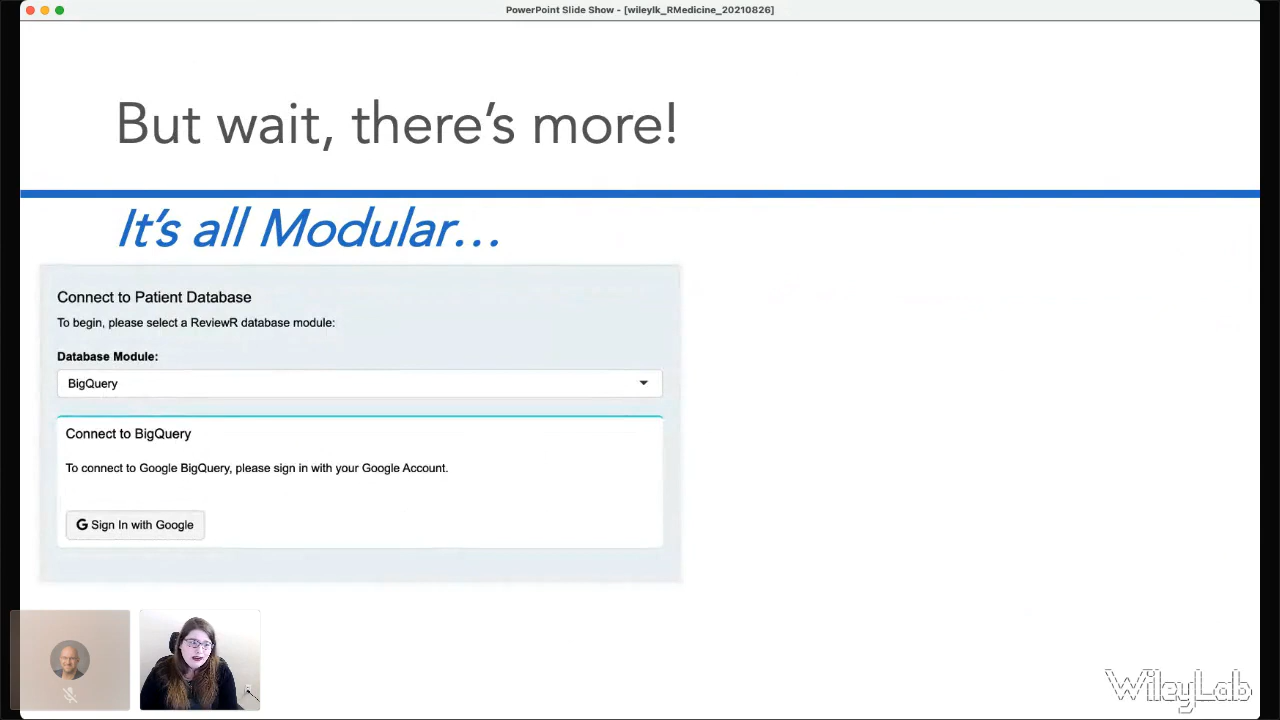 PowerPoint Slide Show - [wileylk_RMedicine_20210826]
But wait, there's more!
It's all Modular...
Connect to Patient Database
To begin, please select a ReviewR database module:
Database Module:
BigQuery
Connect to BigQuery
To connect to Google BigQuery, please sign in with your Google Account.
G Sign In with Google
WileyLab